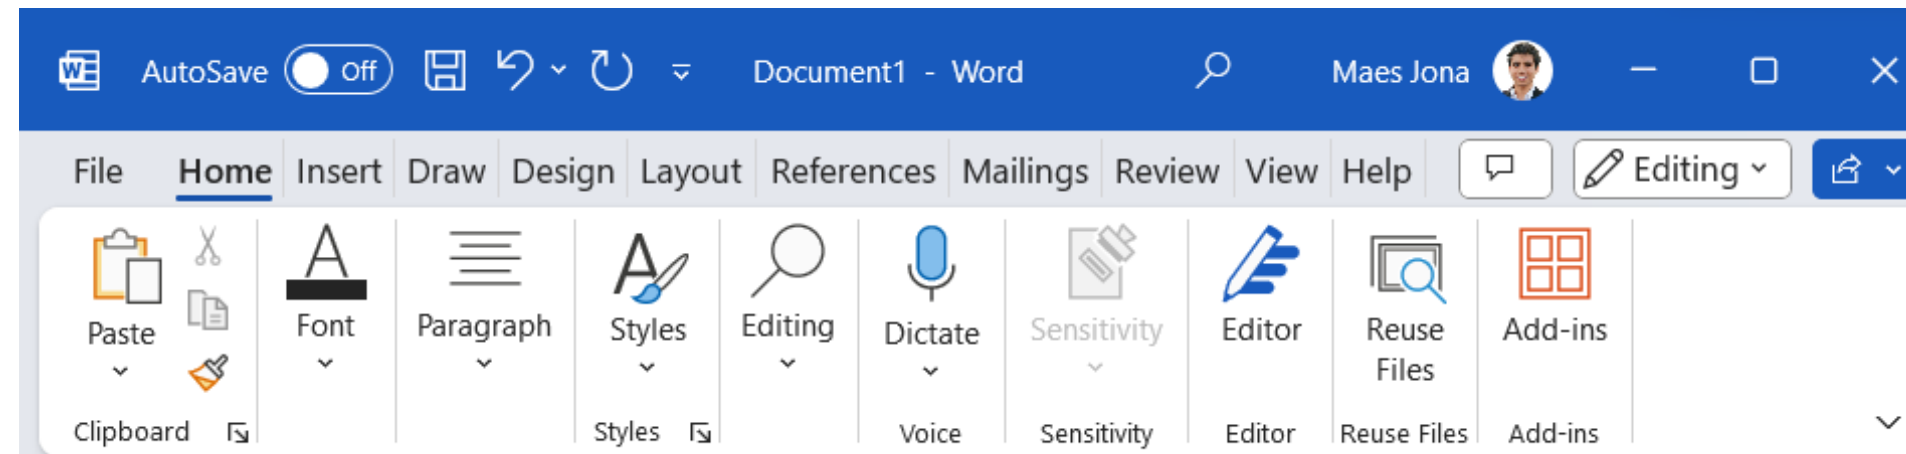 W AutoSave Off Document1 - Word Maes Jona
File Home Insert Draw Design Layout References Mailings Review View Help Editing
Paste Font Paragraph Styles Editing Dictate Sensitivity Editor Reuse Files Add-ins
Clipboard Styles Voice Sensitivity Editor Reuse Files Add-ins